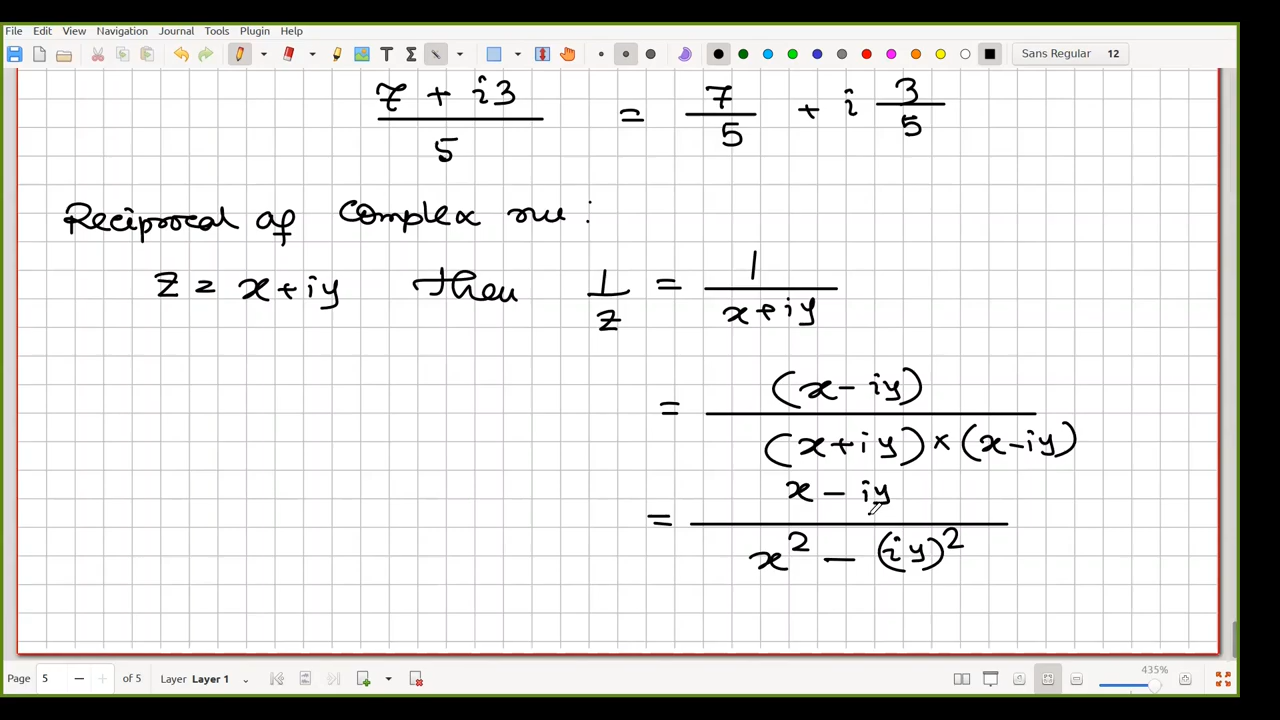 File Edit View Navigation Journal Tools Plugin Help
Sans Regular 12
7 + i3 / 5 = 7/5 + i 3/5
Reciprocal of Complex nu :
z = x + iy then 1/z = 1 / x + iy
= (x - iy) / (x + iy) × (x - iy)
= x - iy / x² - (iy)²
Page 5 of 5 Layer Layer 1 435%